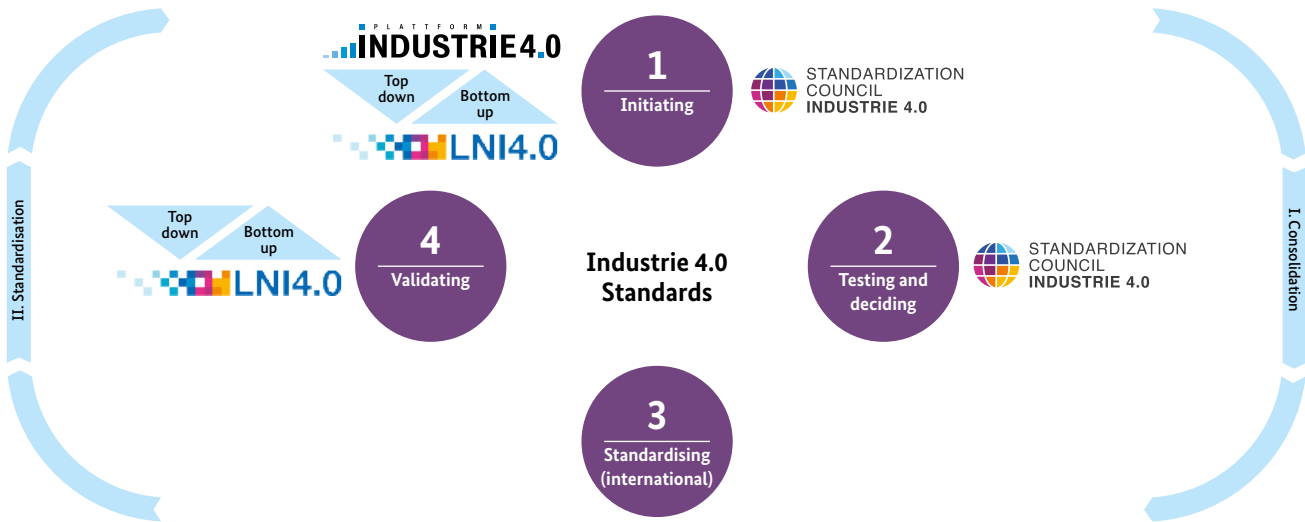 PLATTFORM
INDUSTRIE4.0
Top
down
Bottom
up
LNI4.0
1
Initiating
STANDARDIZATION
COUNCIL
INDUSTRIE 4.0
II. Standardisation
Top
down
Bottom
up
LNI4.0
4
Validating
Industrie 4.0
Standards
2
Testing and
deciding
STANDARDIZATION
COUNCIL
INDUSTRIE 4.0
I. Consolidation
3
Standardising
(international)